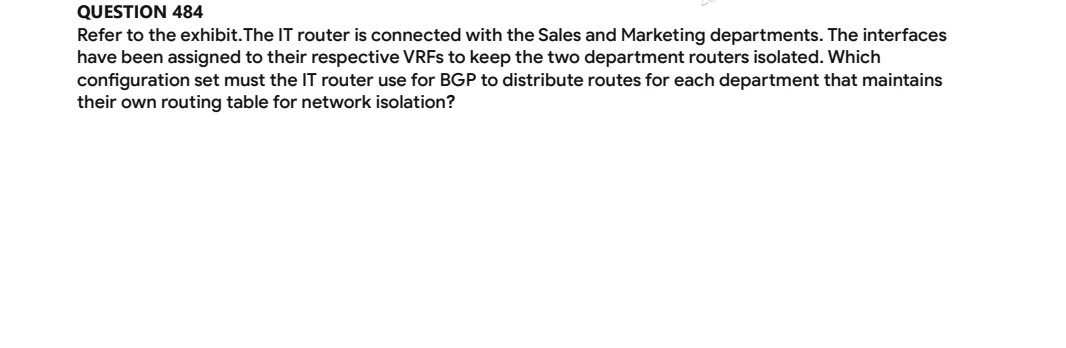 QUESTION 484
Refer to the exhibit.The IT router is connected with the Sales and Marketing departments. The interfaces
have been assigned to their respective VRFs to keep the two department routers isolated. Which
configuration set must the IT router use for BGP to distribute routes for each department that maintains
their own routing table for network isolation?